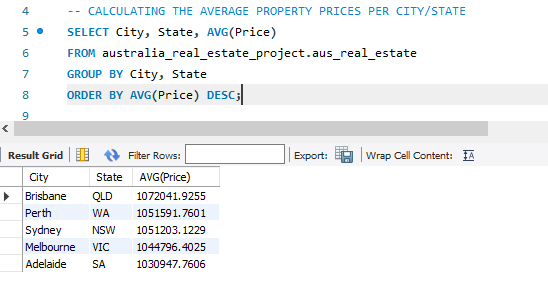 4 -- CALCULATING THE AVERAGE PROPERTY PRICES PER CITY/STATE
5 SELECT City, State, AVG(Price)
6 FROM australia_real_estate_project.aus_real_estate
7 GROUP BY City, State
8 ORDER BY AVG(Price) DESC;
9
Result Grid Filter Rows: Export: Wrap Cell Content: IA
City State AVG(Price)
Brisbane QLD 1072041.9255
Perth WA 1051591.7601
Sydney NSW 1051203.1229
Melbourne VIC 1044796.4025
Adelaide SA 1030947.7606